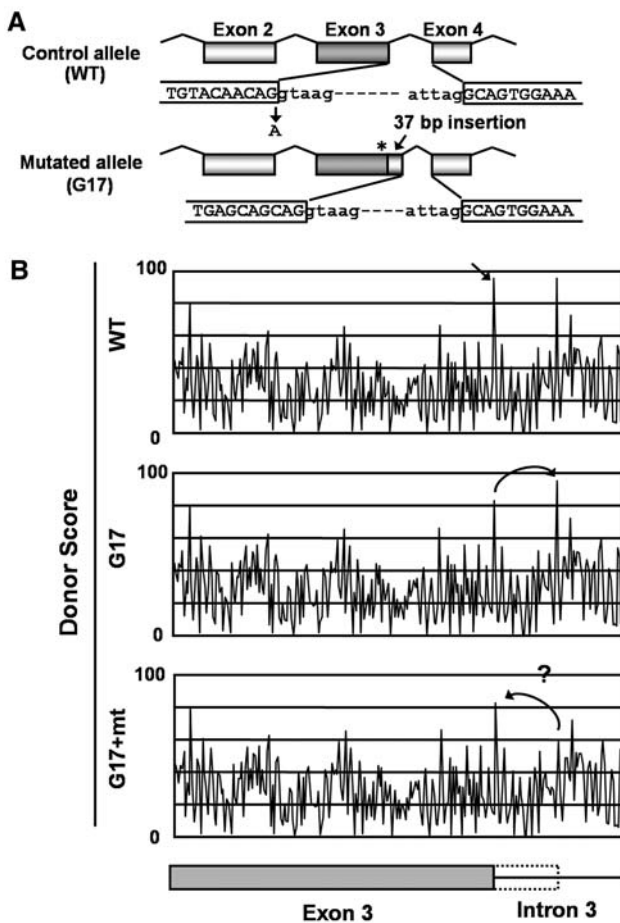 A
Exon 2 Exon 3 Exon 4
Control allele
(WT)
TGTACAACAGgtaag------ attagGCAGTGGAAA
A
37 bp insertion
*
Mutated allele
(G17)
TGAGCAGCAGgtaag----attagGCAGTGGAAA
B
100
WT
0
100
G17
0
100
?
G17+mt
0
Donor Score
Exon 3 Intron 3